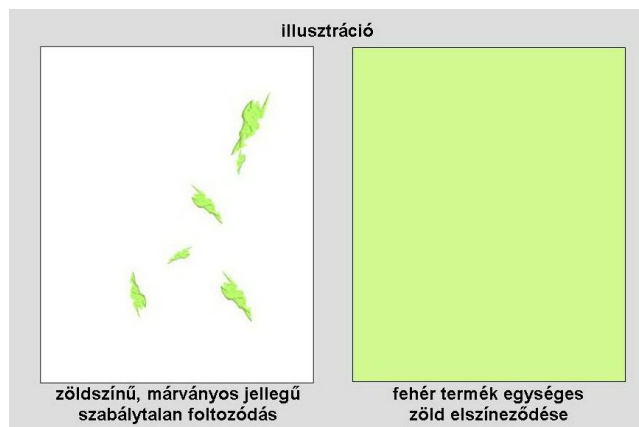 illusztráció
zöldszínű, márványos jellegű
szabálytalan foltozódás
fehér termék egységes
zöld elszíneződése